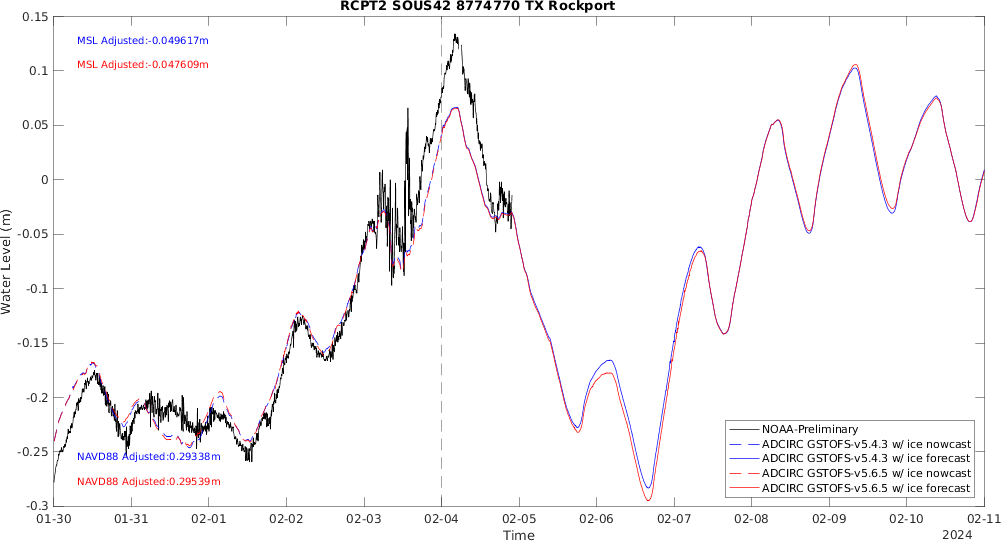 RCPT2 SOUS42 8774770 TX Rockport
0.15
0.1
0.05
0
-0.05
-0.1
-0.15
-0.2
-0.25
-0.3
Water Level (m)
MSL Adjusted:-0.049617m
MSL Adjusted:-0.047609m
NAVD88 Adjusted:0.29338m
NAVD88 Adjusted:0.29539m
NOAA-Preliminary
ADCIRC GSTOFS-v5.4.3 w/ ice nowcast
ADCIRC GSTOFS-v5.4.3 w/ ice forecast
ADCIRC GSTOFS-v5.6.5 w/ ice nowcast
ADCIRC GSTOFS-v5.6.5 w/ ice forecast
01-30 01-31 02-01 02-02 02-03 02-04 02-05 02-06 02-07 02-08 02-09 02-10 02-11
Time
2024